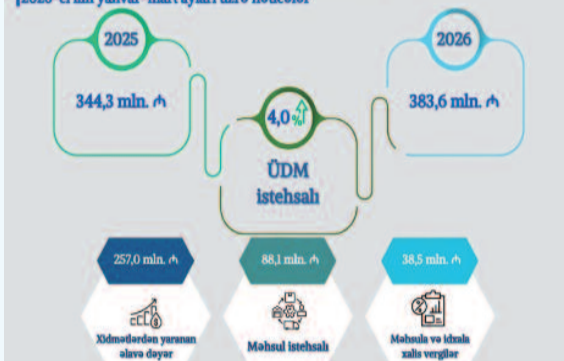 2025
2026
344,3 mln. ₼
383,6 mln. ₼
4,0%
ÜDM
istehsalı
257,0 mln. ₼
88,1 mln. ₼
38,5 mln. ₼
Xidmətlərdən yaranan
əlavə dəyər
Məhsul istehsalı
Məhsula və idxala
xalis vergilər